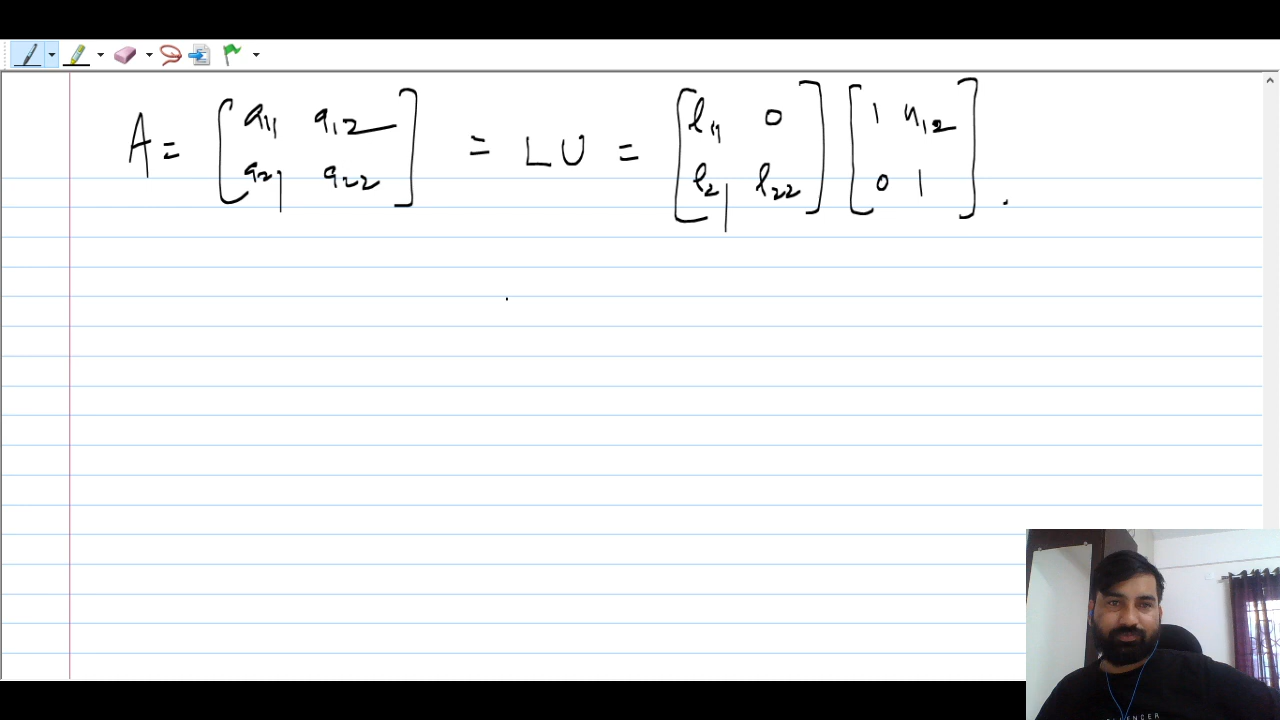 A = [a11 a12 a21 a22] = LU = [l11 0 l21 l22] [1 u12 0 1].